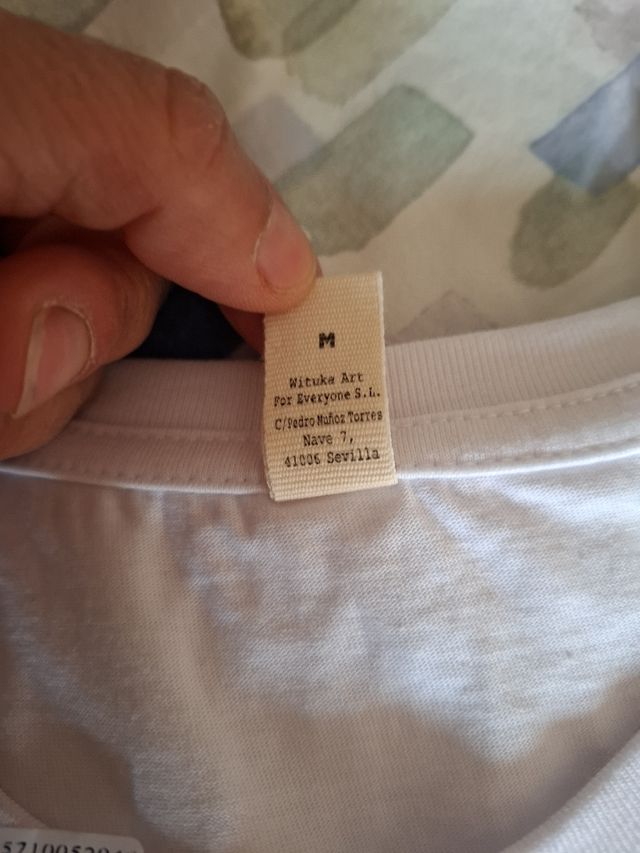 M
Wituka Art
For Everyone S.L.
C/Pedro Muñoz Torres
Nave 7,
41006 Sevilla